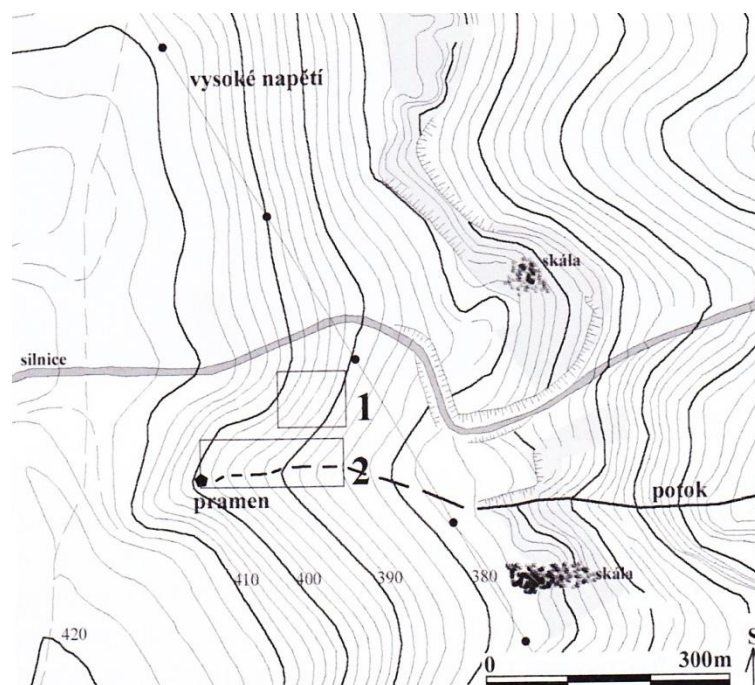 vysoké napětí
skála
silnice
1
2
pramen
potok
410
400
390
380
skála
420
S
0
300m